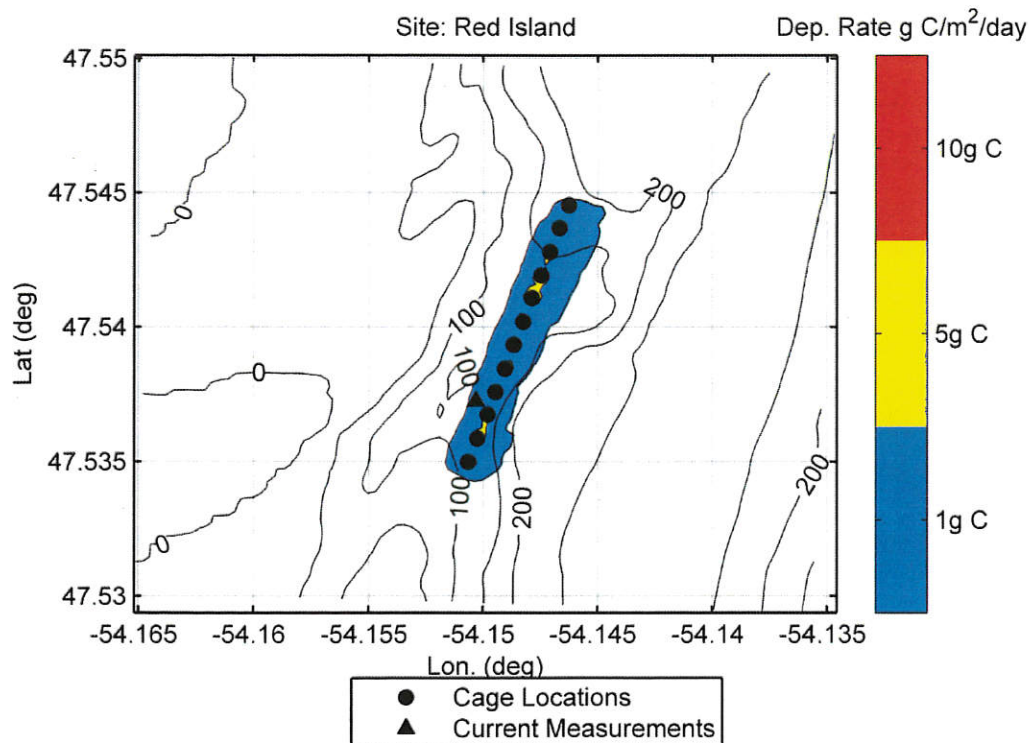 Site: Red Island
Dep. Rate g C/m²/day
47.55
47.545
47.54
47.535
47.53
Lat (deg)
0
0
0
100
100
100
200
200
200
10g C
5g C
1g C
-54.165
-54.16
-54.155
-54.15
-54.145
-54.14
-54.135
Lon. (deg)
Cage Locations
Current Measurements